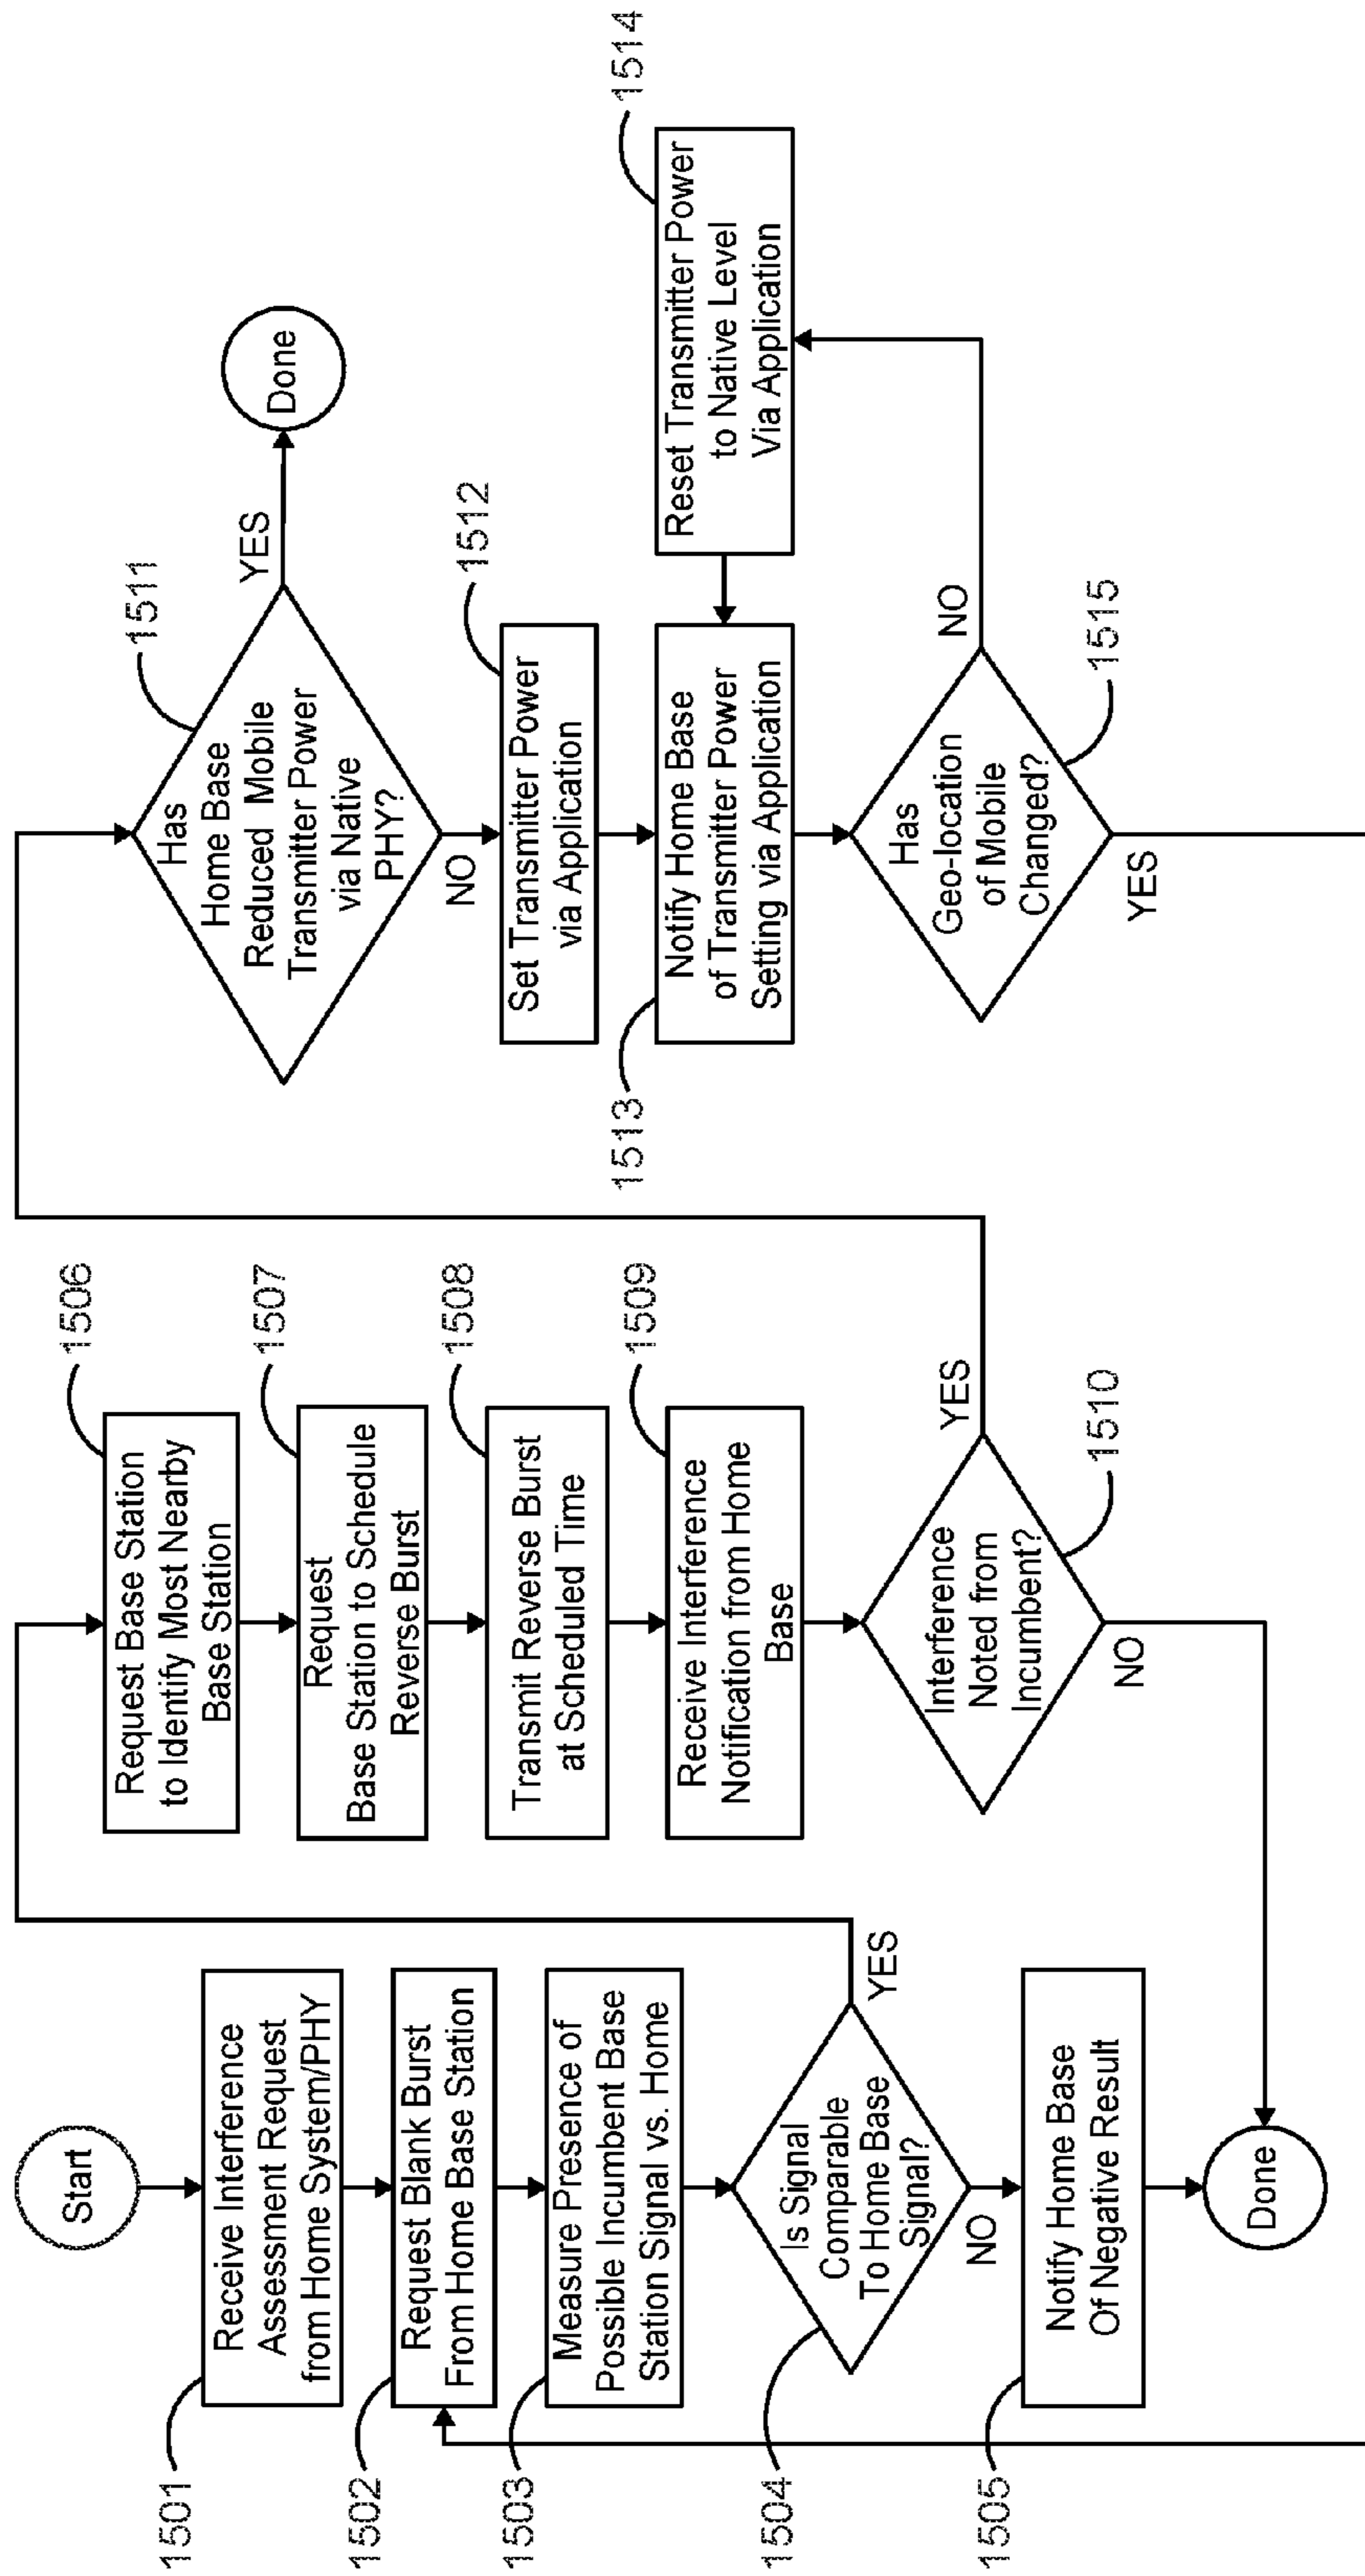 Start
1501
Receive Interference
Assessment Request
from Home System/PHY
1502
Request Blank Burst
From Home Base Station
1503
Measure Presence of
Possible Incumbent Base
Station Signal vs. Home
1504
Is Signal
Comparable
To Home Base
Signal?
YES
NO
1505
Notify Home Base
Of Negative Result
Done
1506
Request Base Station
to Identify Most Nearby
Base Station
1507
Request
Base Station to Schedule
Reverse Burst
1508
Transmit Reverse Burst
at Scheduled Time
1509
Receive Interference
Notification from Home
Base
1510
Interference
Noted from
Incumbent?
YES
NO
1511
Has
Home Base
Reduced Mobile
Transmitter Power
via Native
PHY?
YES
Done
NO
1512
Set Transmitter Power
via Application
1513
Notify Home Base
of Transmitter Power
Setting via Application
1514
Reset Transmitter Power
to Native Level
Via Application
1515
Has
Geo-location
of Mobile
Changed?
NO
YES